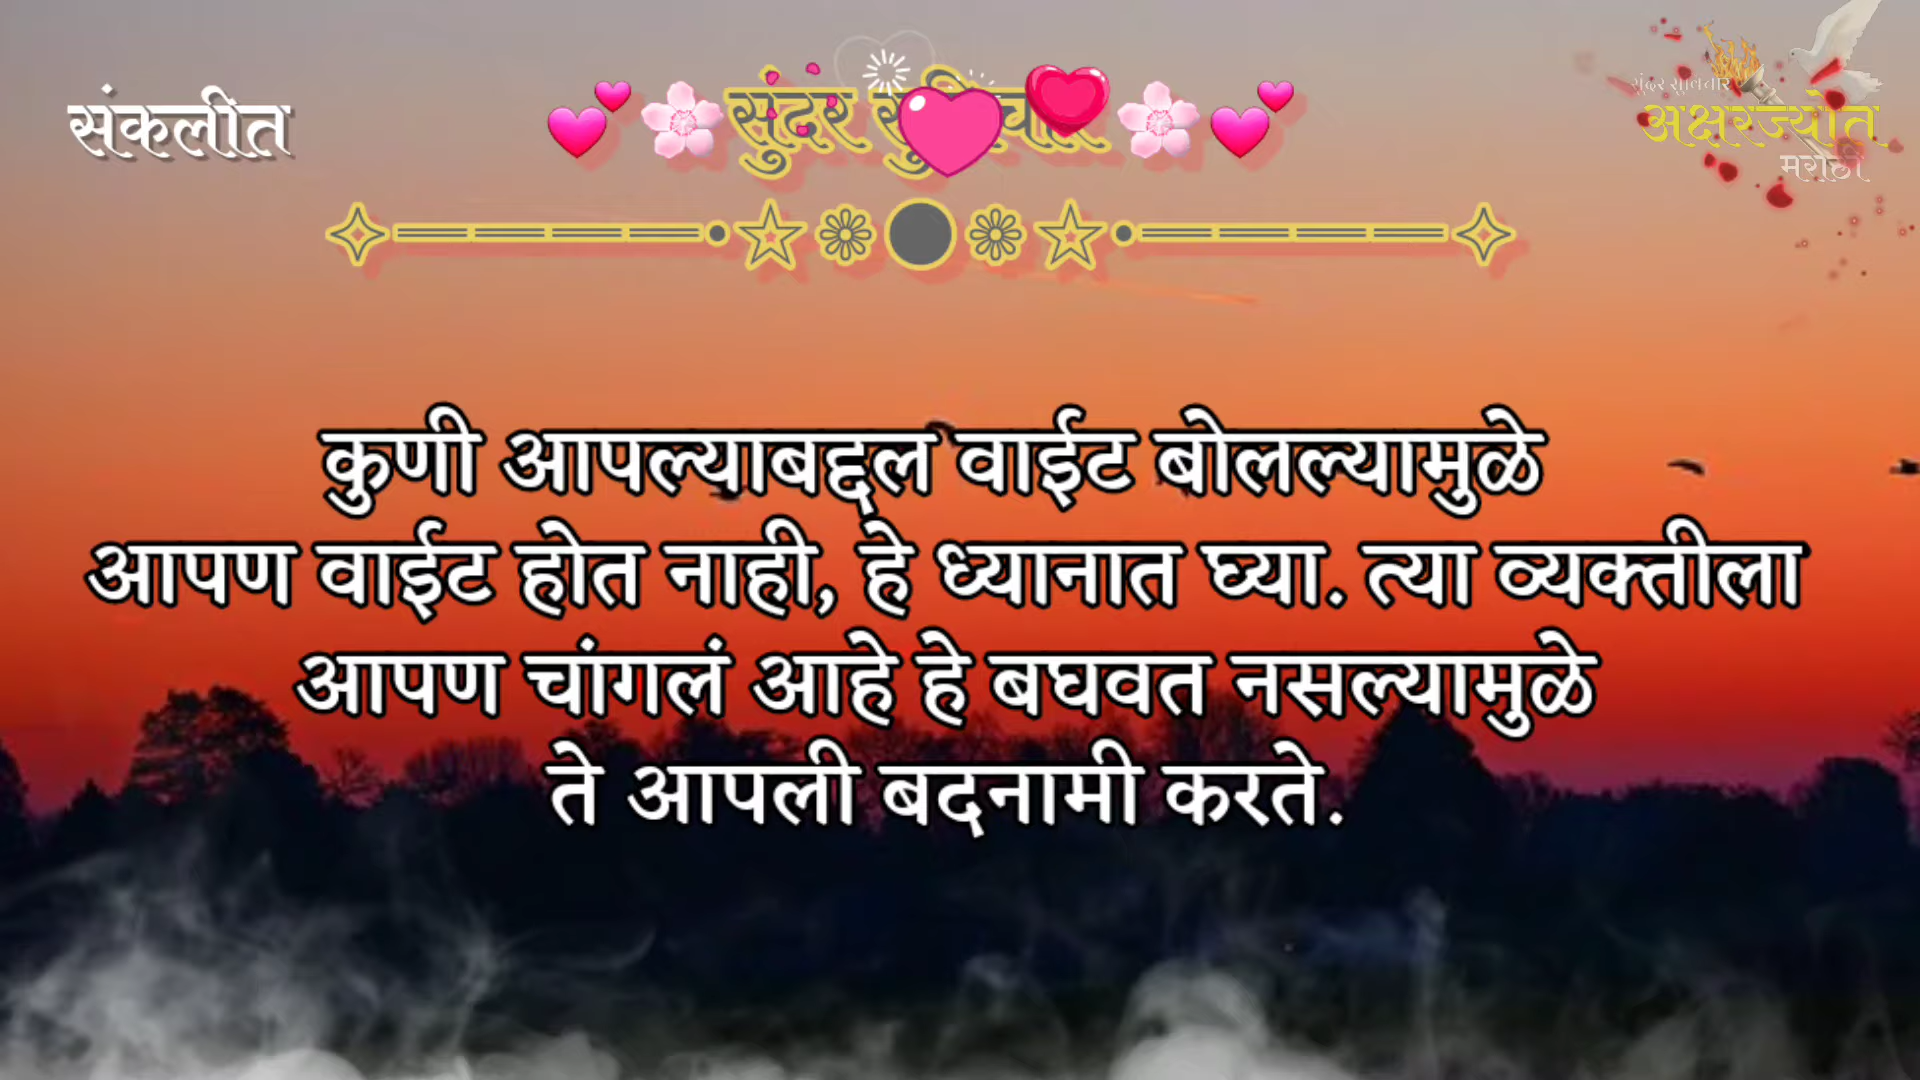 संकलीत
सुंदर
सुंदर सुविचार
अक्षरज्योत
मराठी
कुणी आपल्याबद्दल वाईट बोलल्यामुळे
आपण वाईट होत नाही, हे ध्यानात घ्या. त्या व्यक्तीला
आपण चांगलं आहे हे बघवत नसल्यामुळे
ते आपली बदनामी करते.